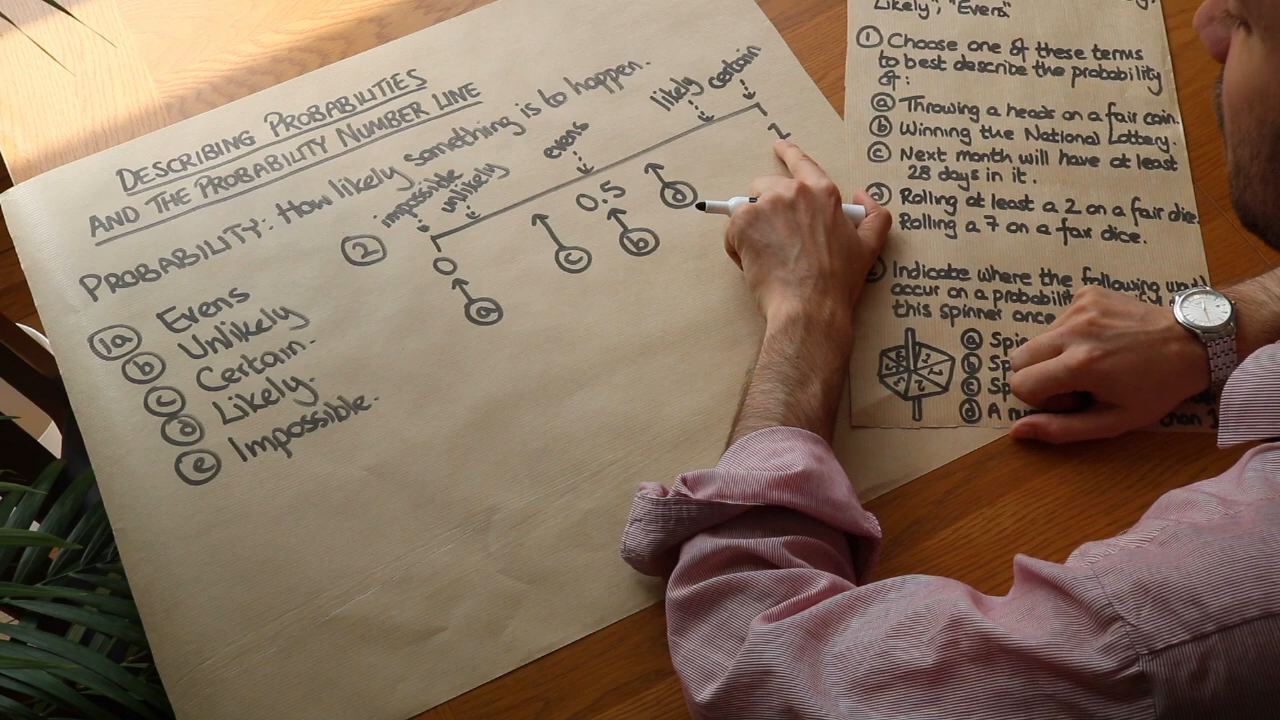 DESCRIBING PROBABILITIES
AND THE PROBABILITY NUMBER LINE
PROBABILITY: How likely something is to happen.
1a Evens
b Unlikely
c Certain.
d Likely.
e Impossible.
2
impossible
unlikely
evens
likely
certain
0
0.5
1
a
c
b
d
Likely", "Evens"
1 Choose one of these terms
to best describe the probability
of:
a Throwing a heads on a fair coin.
b Winning the National Lottery.
c Next month will have at least
28 days in it.
Rolling at least a 2 on a fair dice
Rolling a 7 on a fair dice.
Indicate where the following would
occur on a
this spinner once
a
b
c
d A